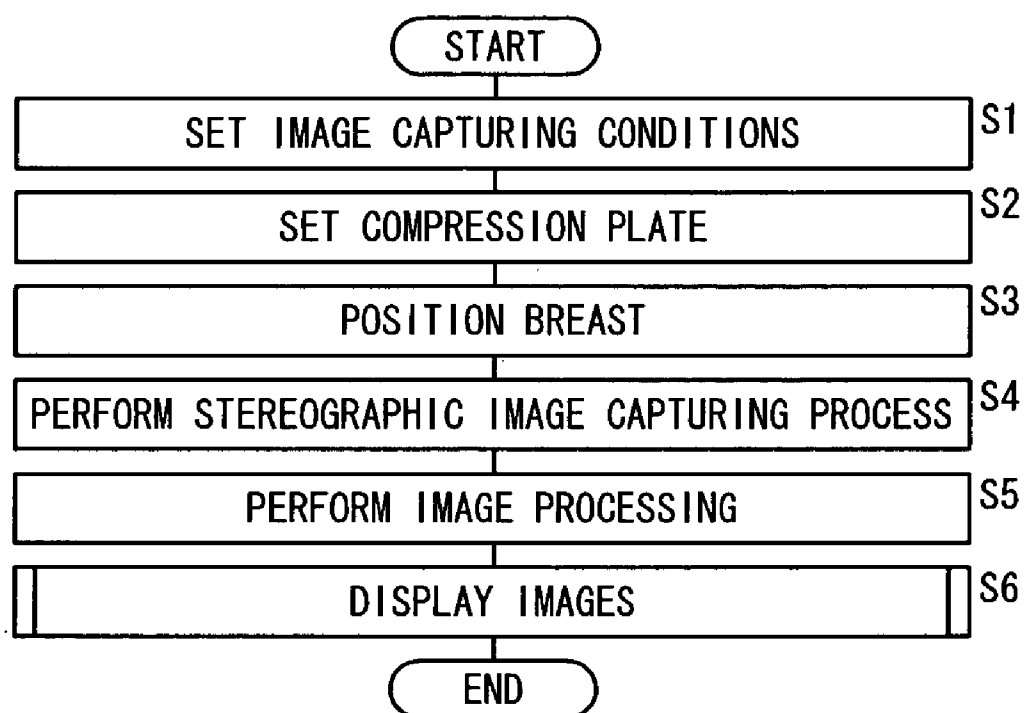 START
SET IMAGE CAPTURING CONDITIONS S1
SET COMPRESSION PLATE S2
POSITION BREAST S3
PERFORM STEREOGRAPHIC IMAGE CAPTURING PROCESS S4
PERFORM IMAGE PROCESSING S5
DISPLAY IMAGES S6
END